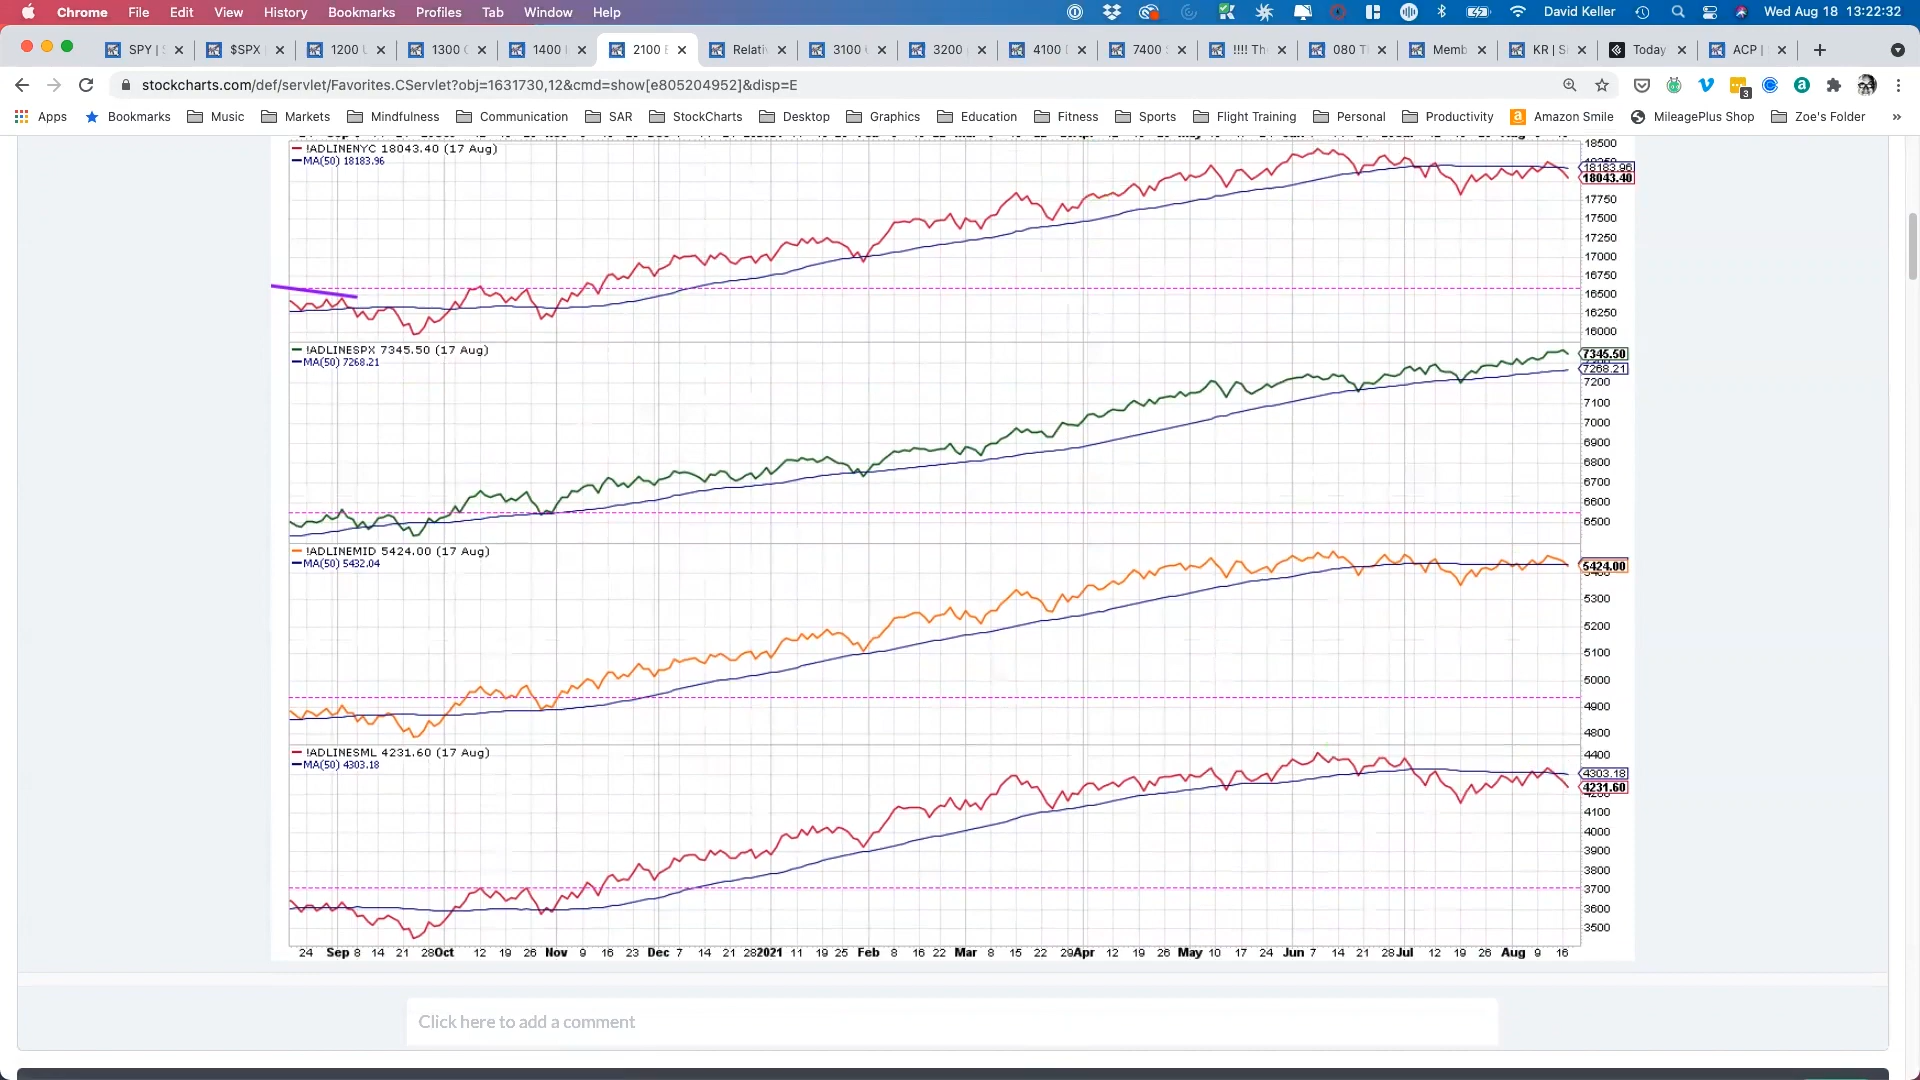 Chrome File Edit View History Bookmarks Profiles Tab Window Help David Keller Wed Aug 18 13:22:32
SPY | $SPX 1200 1300 1400 2100 Relati 3100 3200 4100 7400 !!!! Th 080 T Memb KR | S Today ACP |
stockcharts.com/def/servlet/Favorites.CServlet?obj=1631730,12&cmd=show[e805204952]&disp=E 3
Apps Bookmarks Music Markets Mindfulness Communication SAR StockCharts Desktop Graphics Education Fitness Sports Flight Training Personal Productivity Amazon Smile MileagePlus Shop Zoe's Folder »
!ADLINENYC 18043.40 (17 Aug)
MA(50) 18183.96
18500
18183.96
18043.40
17750
17500
17250
17000
16750
16500
16250
16000
!ADLINESPX 7345.50 (17 Aug)
MA(50) 7268.21
7345.50
7268.21
7200
7100
7000
6900
6800
6700
6600
6500
!ADLINEMID 5424.00 (17 Aug)
MA(50) 5432.04
5424.00
5300
5200
5100
5000
4900
4800
!ADLINESML 4231.60 (17 Aug)
MA(50) 4303.18
4400
4303.18
4231.60
4100
4000
3900
3800
3700
3600
3500
24 Sep 8 14 21 28 Oct 12 19 26 Nov 9 16 23 Dec 7 14 21 28 2021 11 19 25 Feb 8 16 22 Mar 8 15 22 29 Apr 12 19 26 May 10 17 24 Jun 7 14 21 28 Jul 12 19 26 Aug 9 16
Click here to add a comment